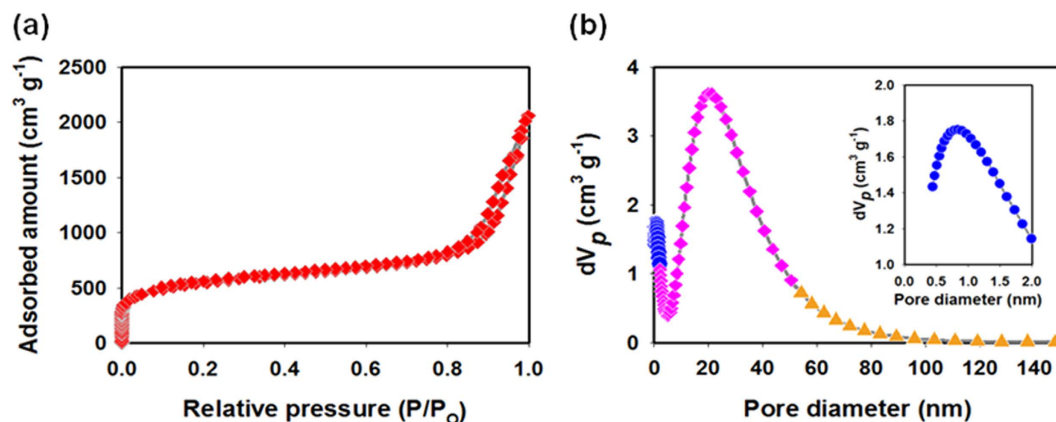 (a)
2500
2000
1500
1000
500
0
0.0 0.2 0.4 0.6 0.8 1.0
Adsorbed amount (cm³ g⁻¹)
Relative pressure (P/Pₒ)
(b)
4
3
2
1
0
0 20 40 60 80 100 120 140
dVₚ (cm³ g⁻¹)
Pore diameter (nm)
2.0
1.8
1.6
1.4
1.2
1.0
0.0 0.5 1.0 1.5 2.0
dVₚ (cm³ g⁻¹)
Pore diameter (nm)